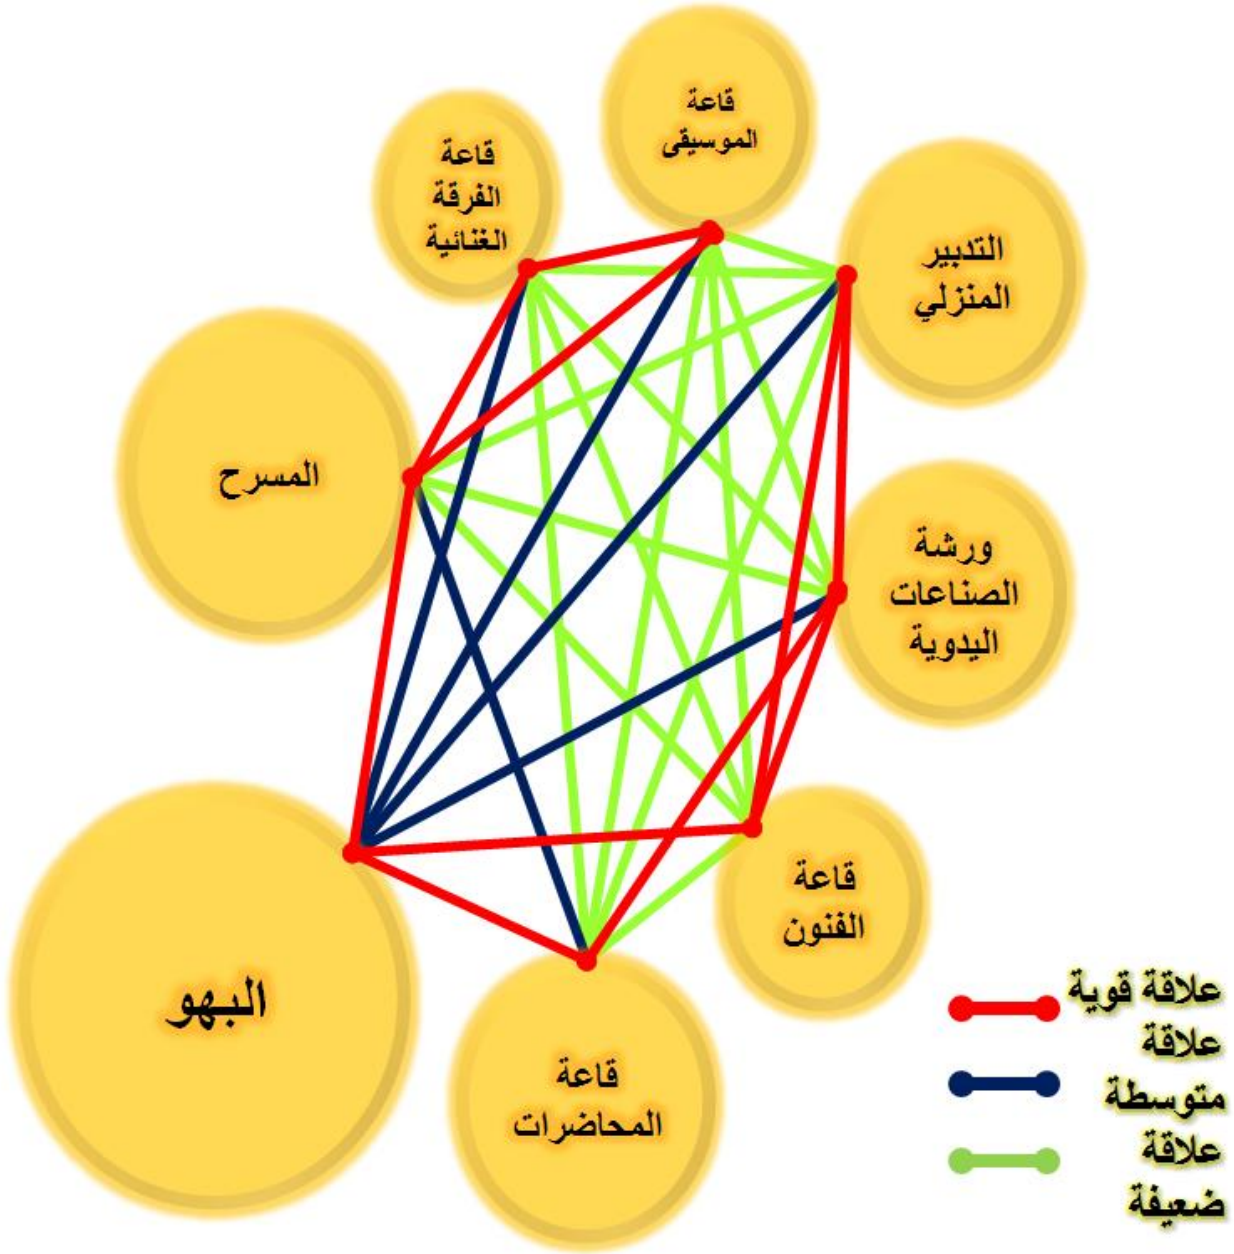 قاعة
الموسيقى
قاعة
الفرقة
الغنائية
التدبير
المنزلي
المسرح
ورشة
الصناعات
اليدوية
قاعة
الفنون
البهو
قاعة
المحاضرات
علاقة قوية
علاقة
متوسطة
علاقة
ضعيفة